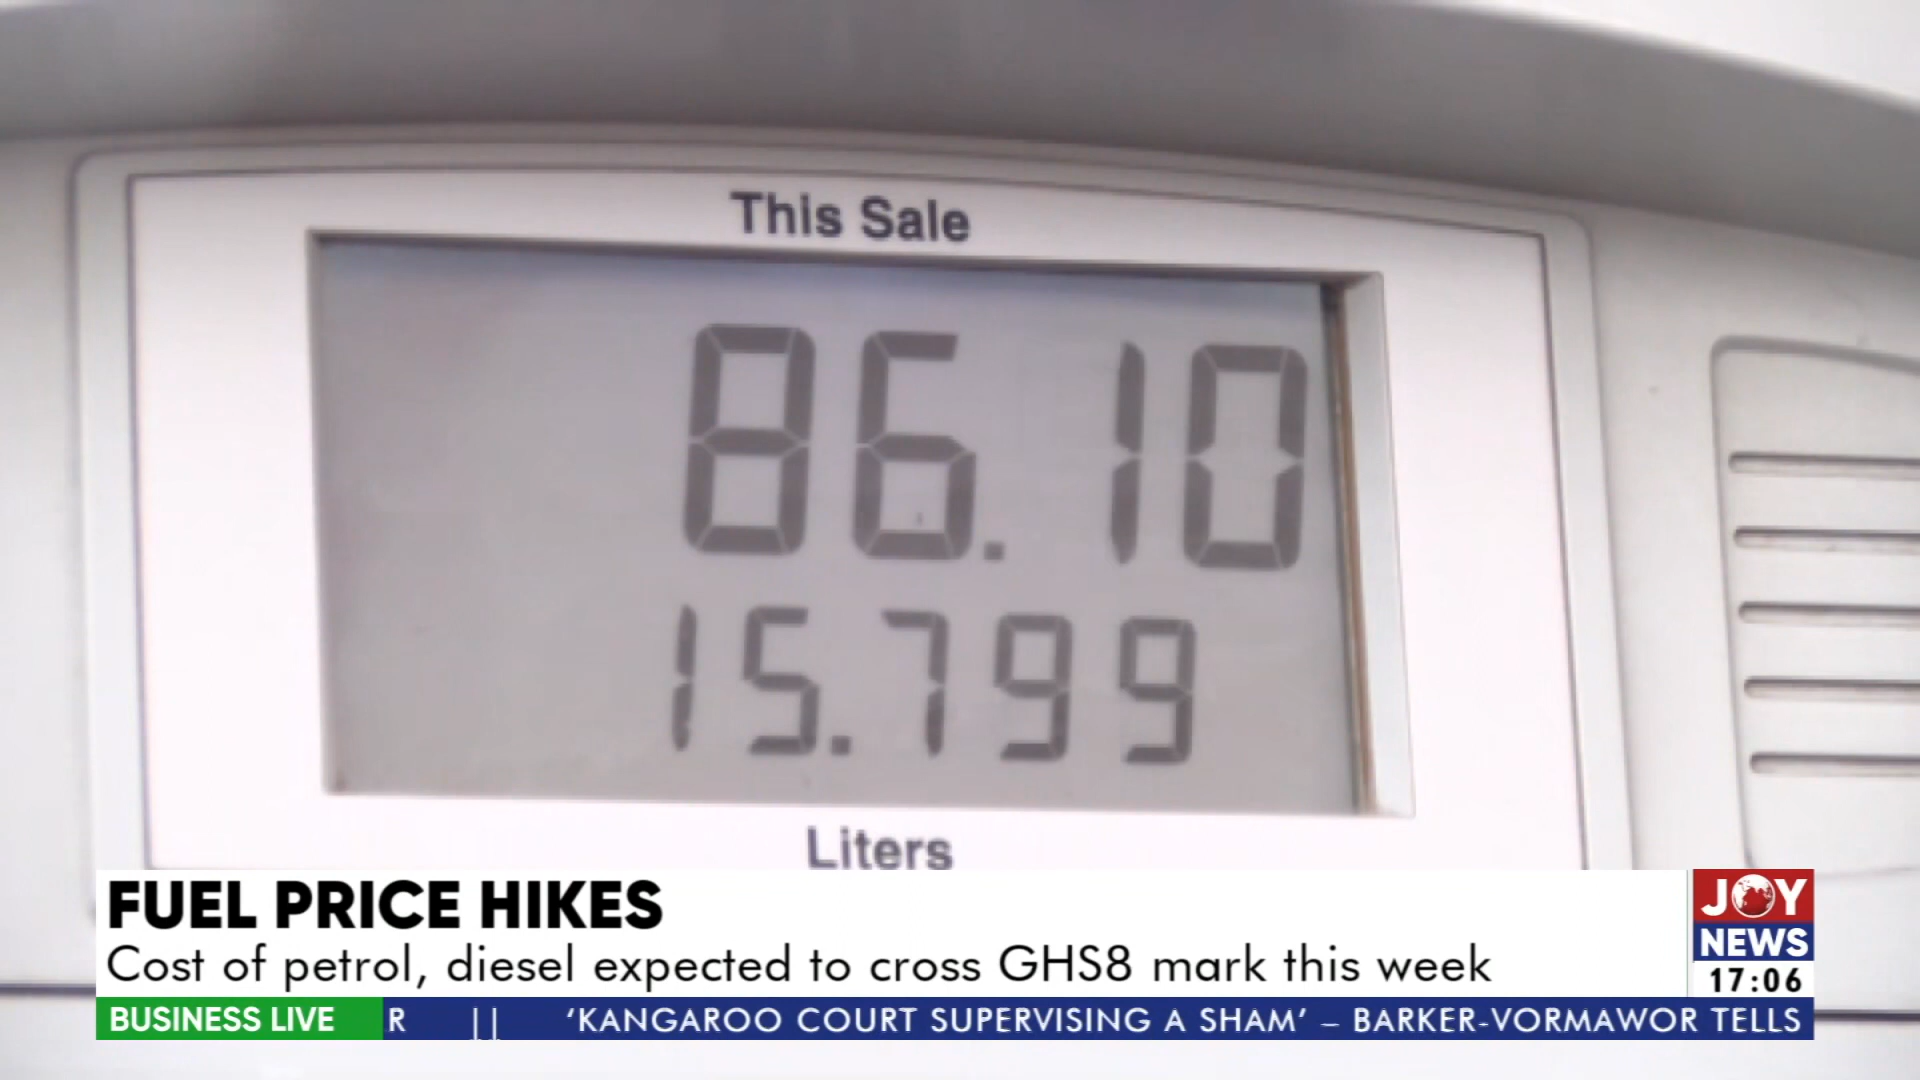 This Sale
86.10
15.799
Liters
FUEL PRICE HIKES
Cost of petrol, diesel expected to cross GHS8 mark this week
JOY
NEWS
17:06
BUSINESS LIVE
R || ‘KANGAROO COURT SUPERVISING A SHAM’ – BARKER-VORMAWOR TELLS